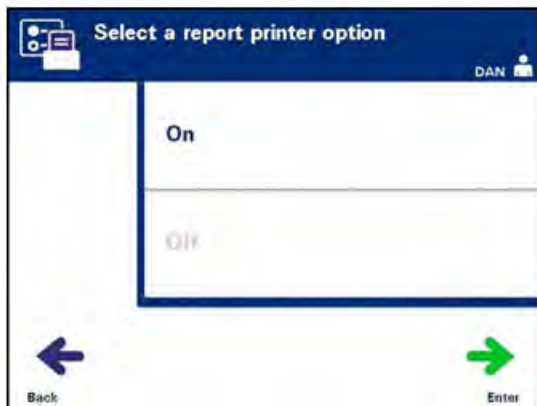 Select a report printer option
DAN
On
Off
Back
Enter